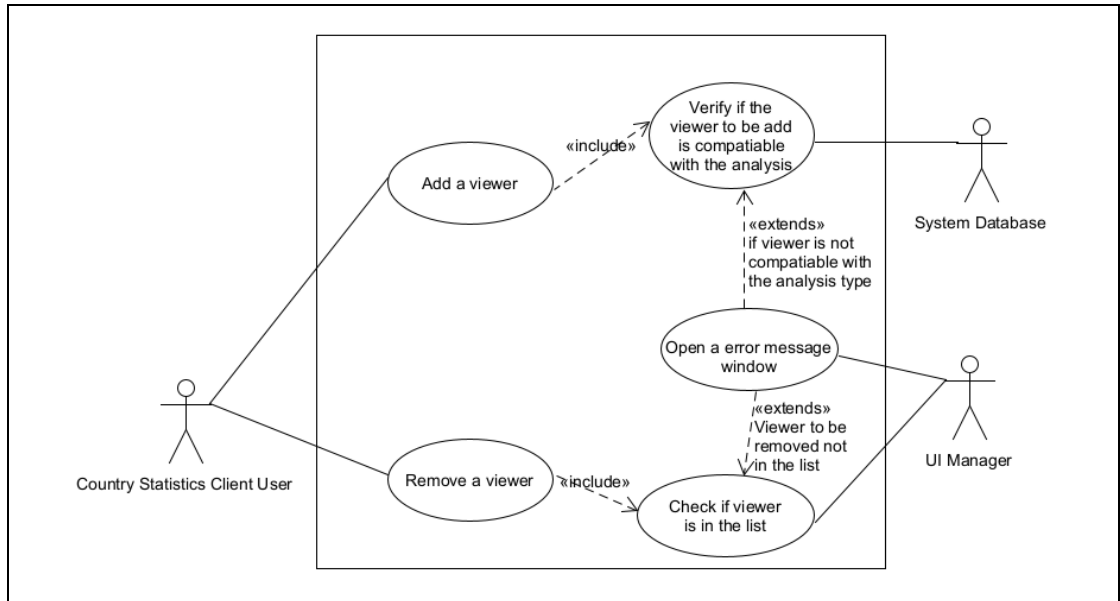 Verify if the
viewer to be add
is compatiable
with the analysis
«include»
Add a viewer
System Database
«extends»
if viewer is not
compatiable with
the analysis type
Open a error message
window
«extends»
Viewer to be
removed not
in the list
UI Manager
Country Statistics Client User
Remove a viewer
«include»
Check if viewer
is in the list